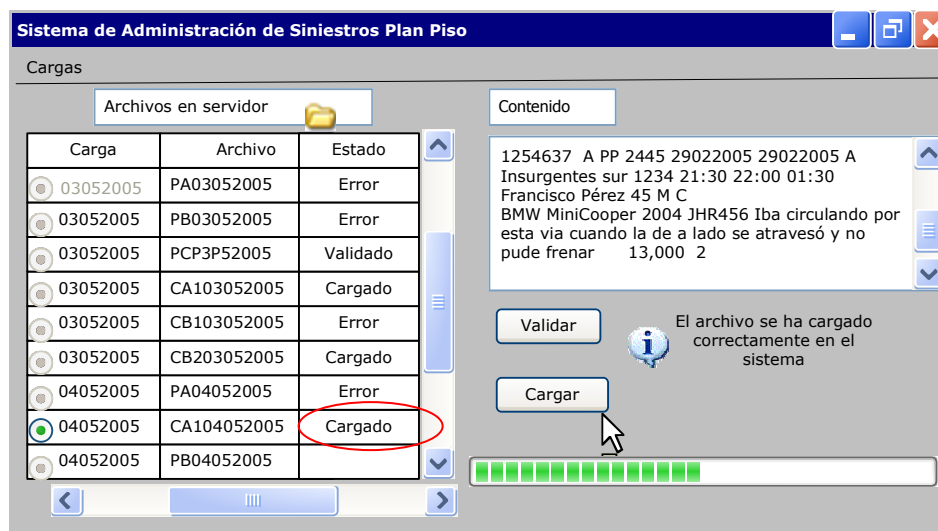 Sistema de Administración de Siniestros Plan Piso
Cargas
Archivos en servidor
Carga Archivo Estado
03052005 PA03052005 Error
03052005 PB03052005 Error
03052005 PCP3P52005 Validado
03052005 CA103052005 Cargado
03052005 CB103052005 Error
03052005 CB203052005 Cargado
04052005 PA04052005 Error
04052005 CA104052005 Cargado
04052005 PB04052005
Contenido
1254637 A PP 2445 29022005 29022005 A
Insurgentes sur 1234 21:30 22:00 01:30
Francisco Pérez 45 M C
BMW MiniCooper 2004 JHR456 Iba circulando por
esta via cuando la de a lado se atravesó y no
pude frenar 13,000 2
Validar
El archivo se ha cargado
correctamente en el
sistema
Cargar